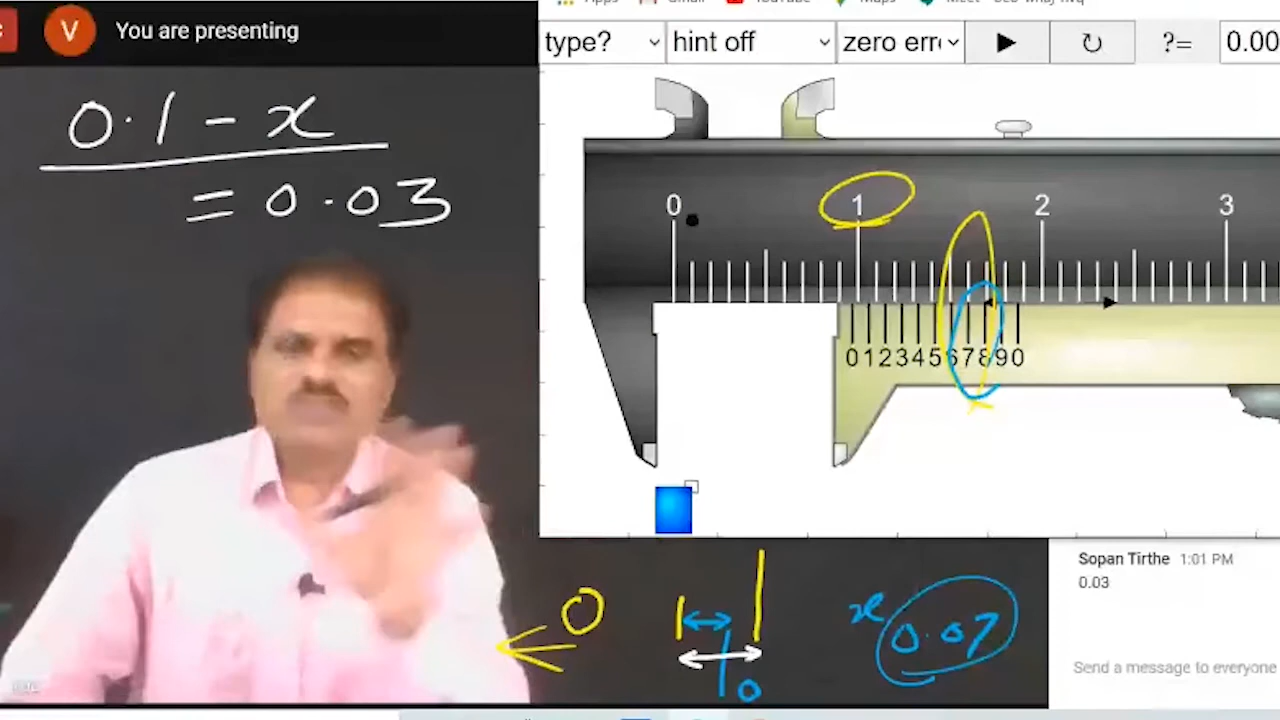 V You are presenting
type? hint off zero err ?= 0.00
0.1 - x
= 0.03
0 1 2 3
0 1 2 3 4 5 6 7 8 9 0
0
0
x 0.07
Sopan Tirthe 1:01 PM
0.03
Send a message to everyone